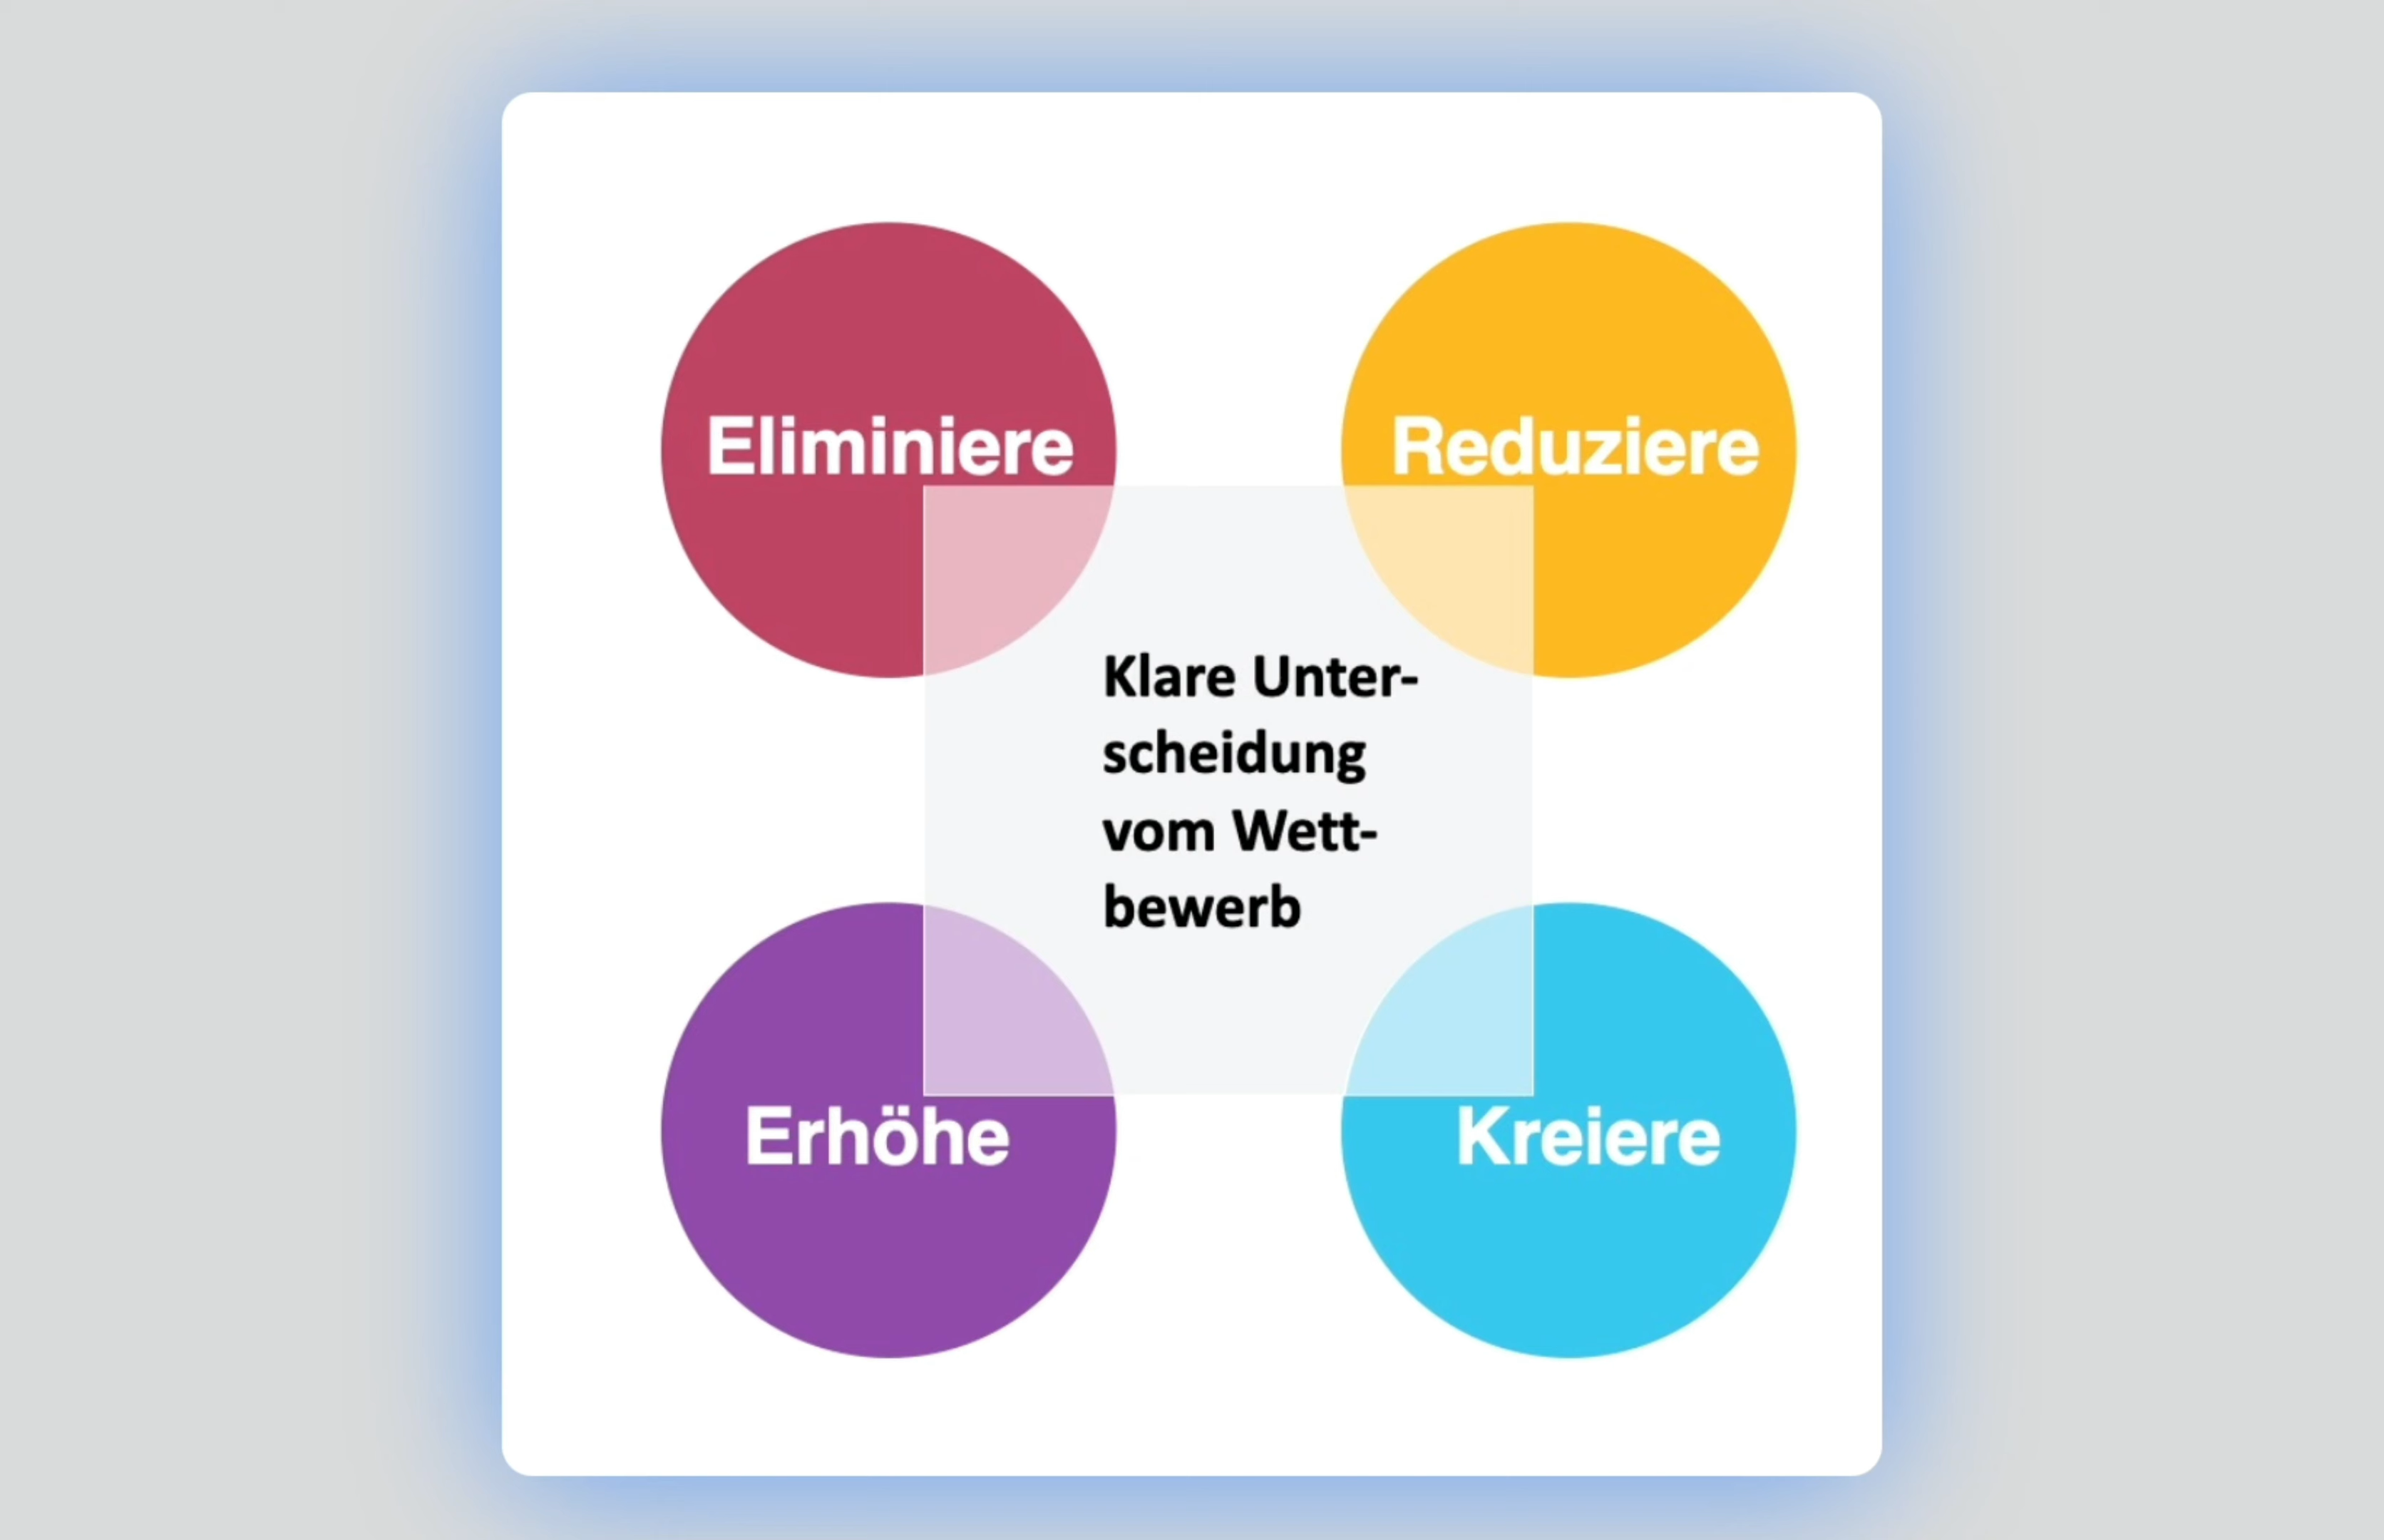 Eliminiere
Reduziere
Klare Unter-
scheidung
vom Wett-
bewerb
Erhöhe
Kreiere